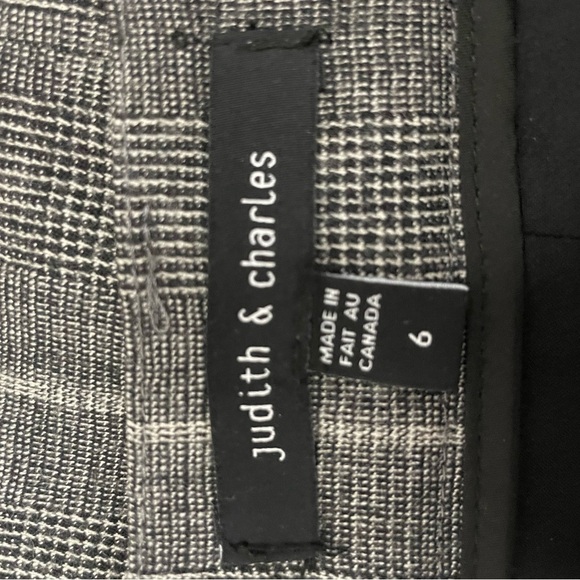 judith & charles
MADE IN
FAIT AU
CANADA
6